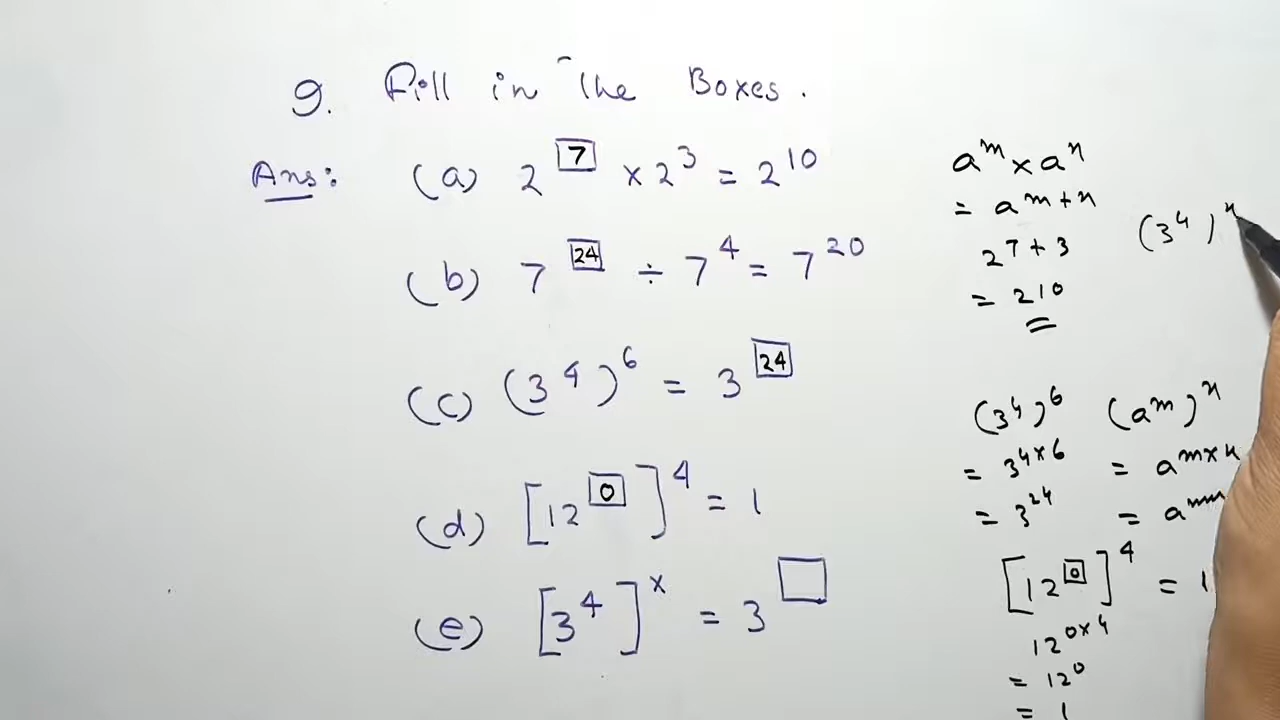 9. Fill in the Boxes.
Ans: (a) 2^[7] × 2^3 = 2^10
(b) 7^[24] ÷ 7^4 = 7^20
(c) (3^4)^6 = 3^[24]
(d) [12^[0]]^4 = 1
(e) [3^4]^x = 3^[ ]
a^m × a^n
= a^m+n
2^7+3
= 2^10
(3^4)^x
(3^4)^6
= 3^4×6
= 3^24
(a^m)^n
= a^m×n
= a^mn
[12^[0]]^4 = 1
12^0×4
= 12^0
= 1